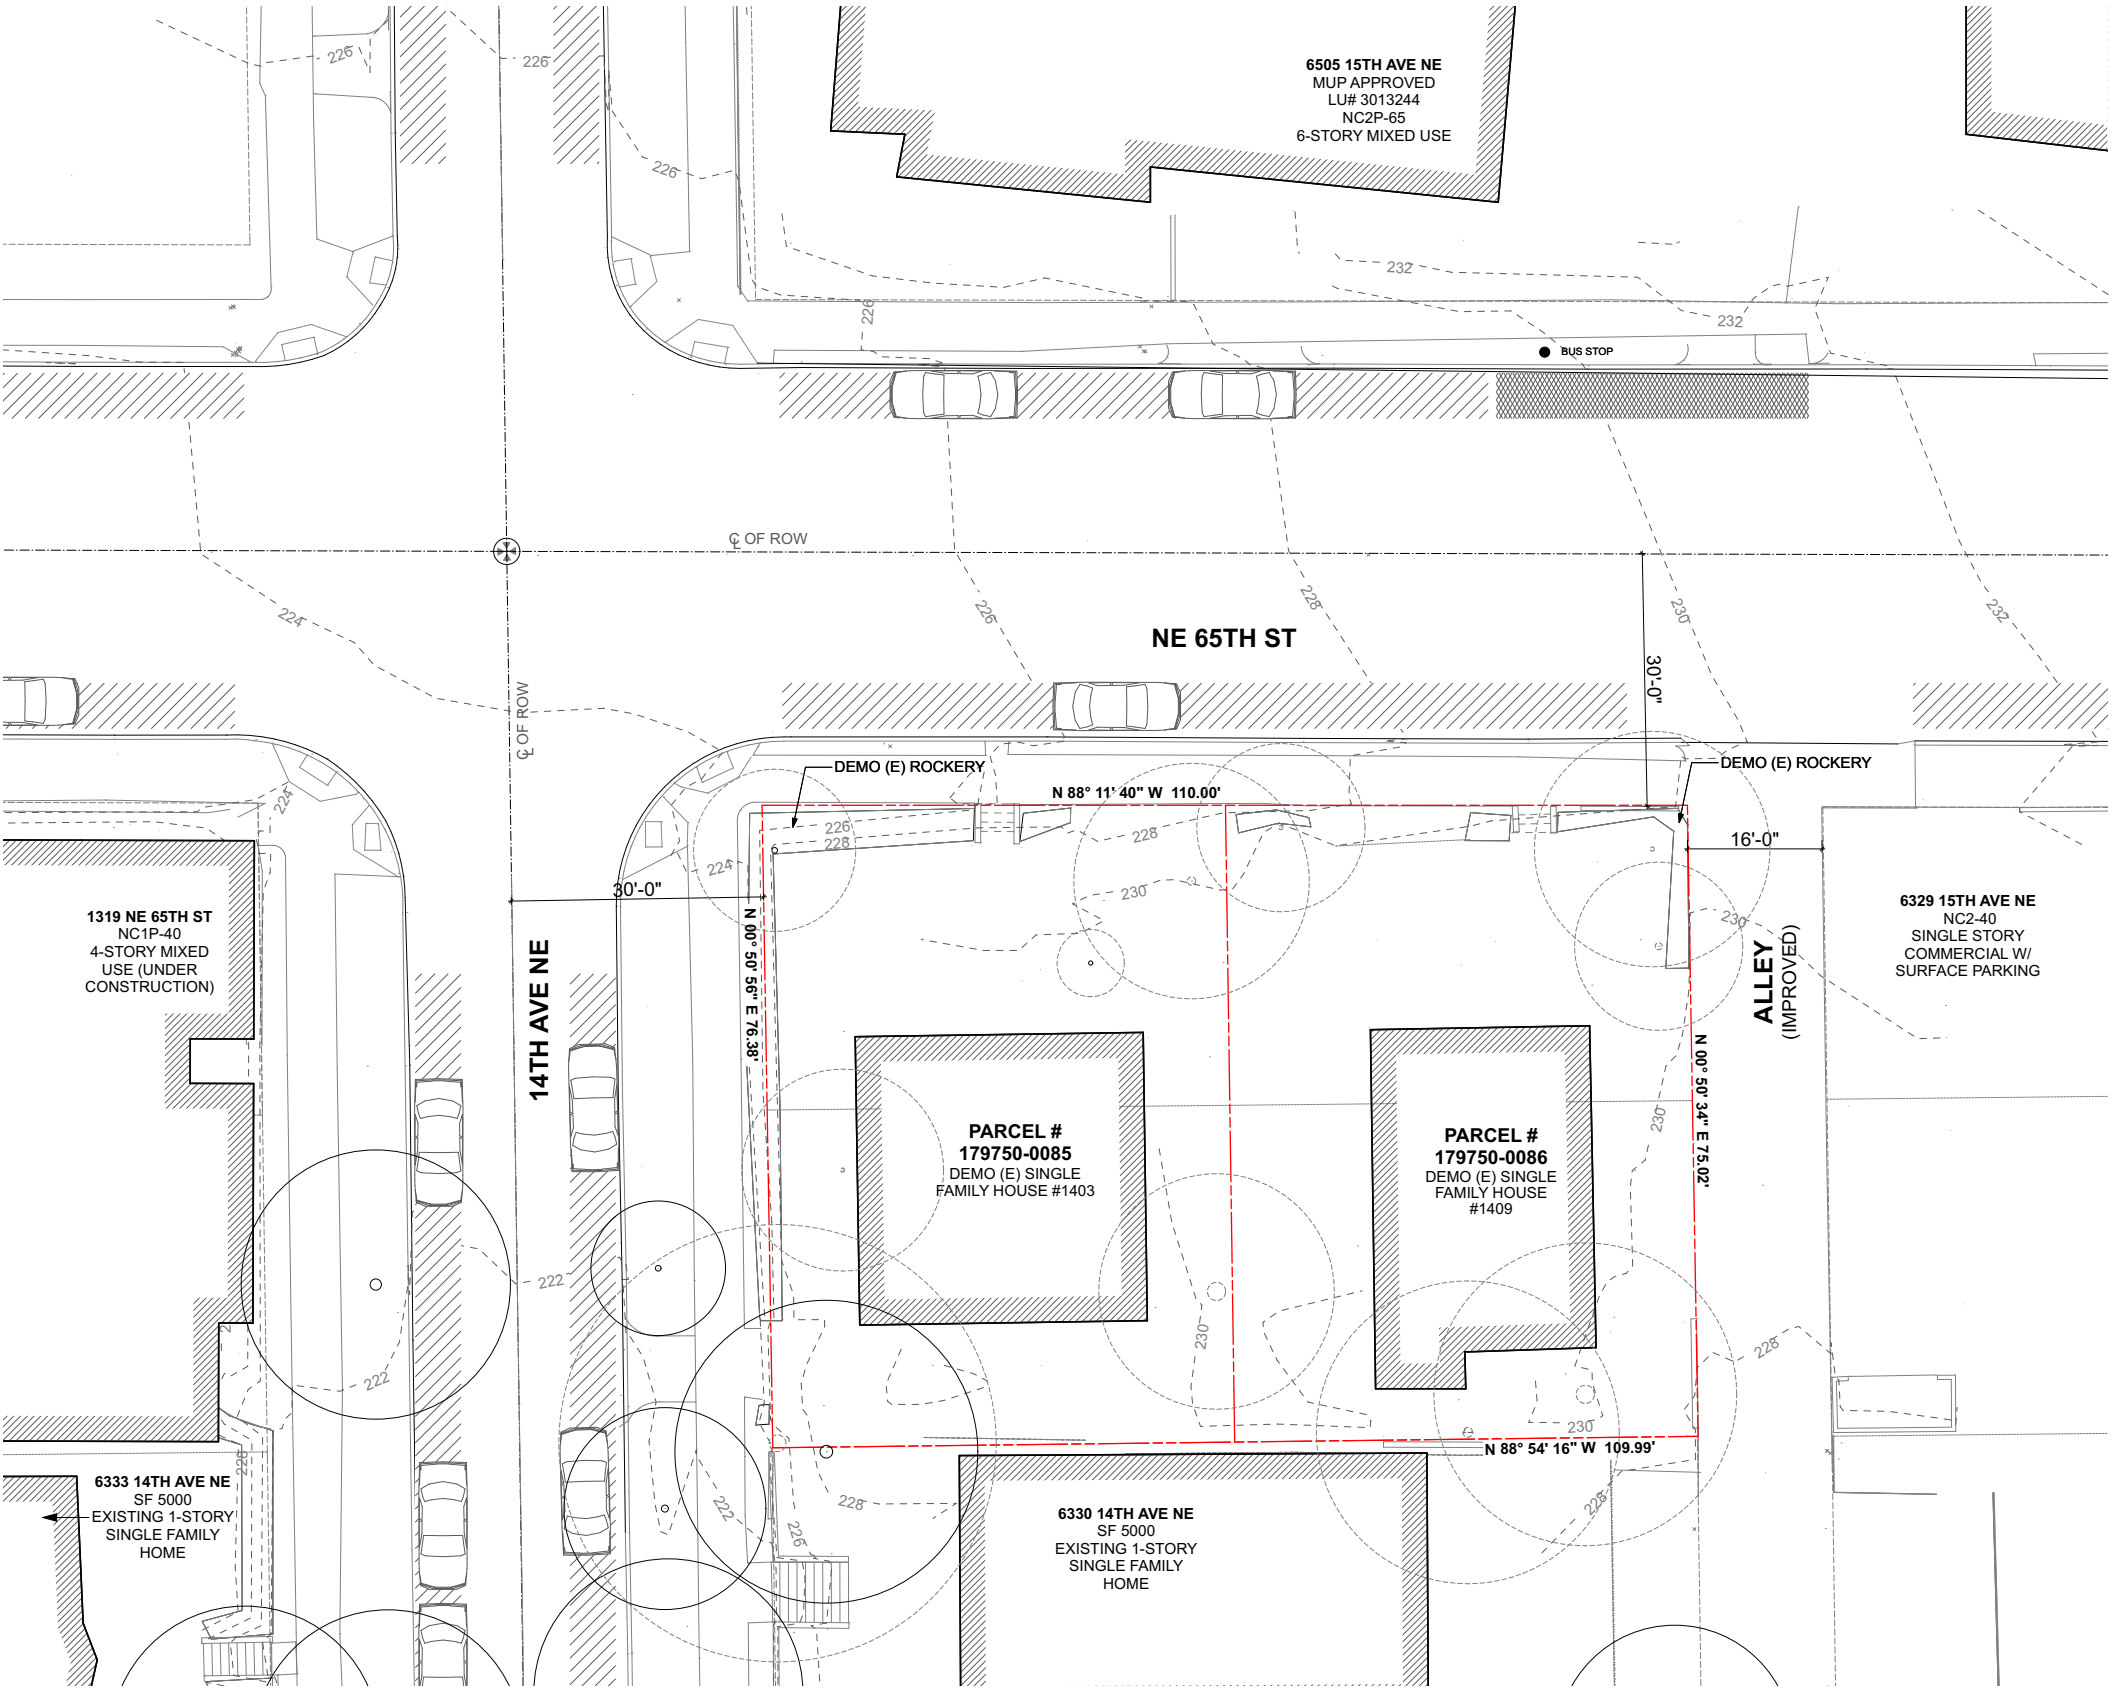 226
226
6505 15TH AVE NE
MUP APPROVED
LU# 3013244
NC2P-65
6-STORY MIXED USE
226
232
226
232
BUS STOP
℄ OF ROW
224
226
228
230
232
NE 65TH ST
30'-0"
℄ OF ROW
DEMO (E) ROCKERY
DEMO (E) ROCKERY
N 88° 11' 40" W 110.00'
224
226
228
228
224
230
230
16'-0"
30'-0"
1319 NE 65TH ST
NC1P-40
4-STORY MIXED
USE (UNDER
CONSTRUCTION)
14TH AVE NE
N 00° 50' 56" E 76.38'
ALLEY
(IMPROVED)
6329 15TH AVE NE
NC2-40
SINGLE STORY
COMMERCIAL W/
SURFACE PARKING
N 00° 50' 34" E 75.02'
PARCEL #
179750-0085
DEMO (E) SINGLE
FAMILY HOUSE #1403
PARCEL #
179750-0086
DEMO (E) SINGLE
FAMILY HOUSE
#1409
230
222
222
230
228
230
N 88° 54' 16" W 109.99'
228
6333 14TH AVE NE
SF 5000
EXISTING 1-STORY
SINGLE FAMILY
HOME
222
226
228
228
6330 14TH AVE NE
SF 5000
EXISTING 1-STORY
SINGLE FAMILY
HOME